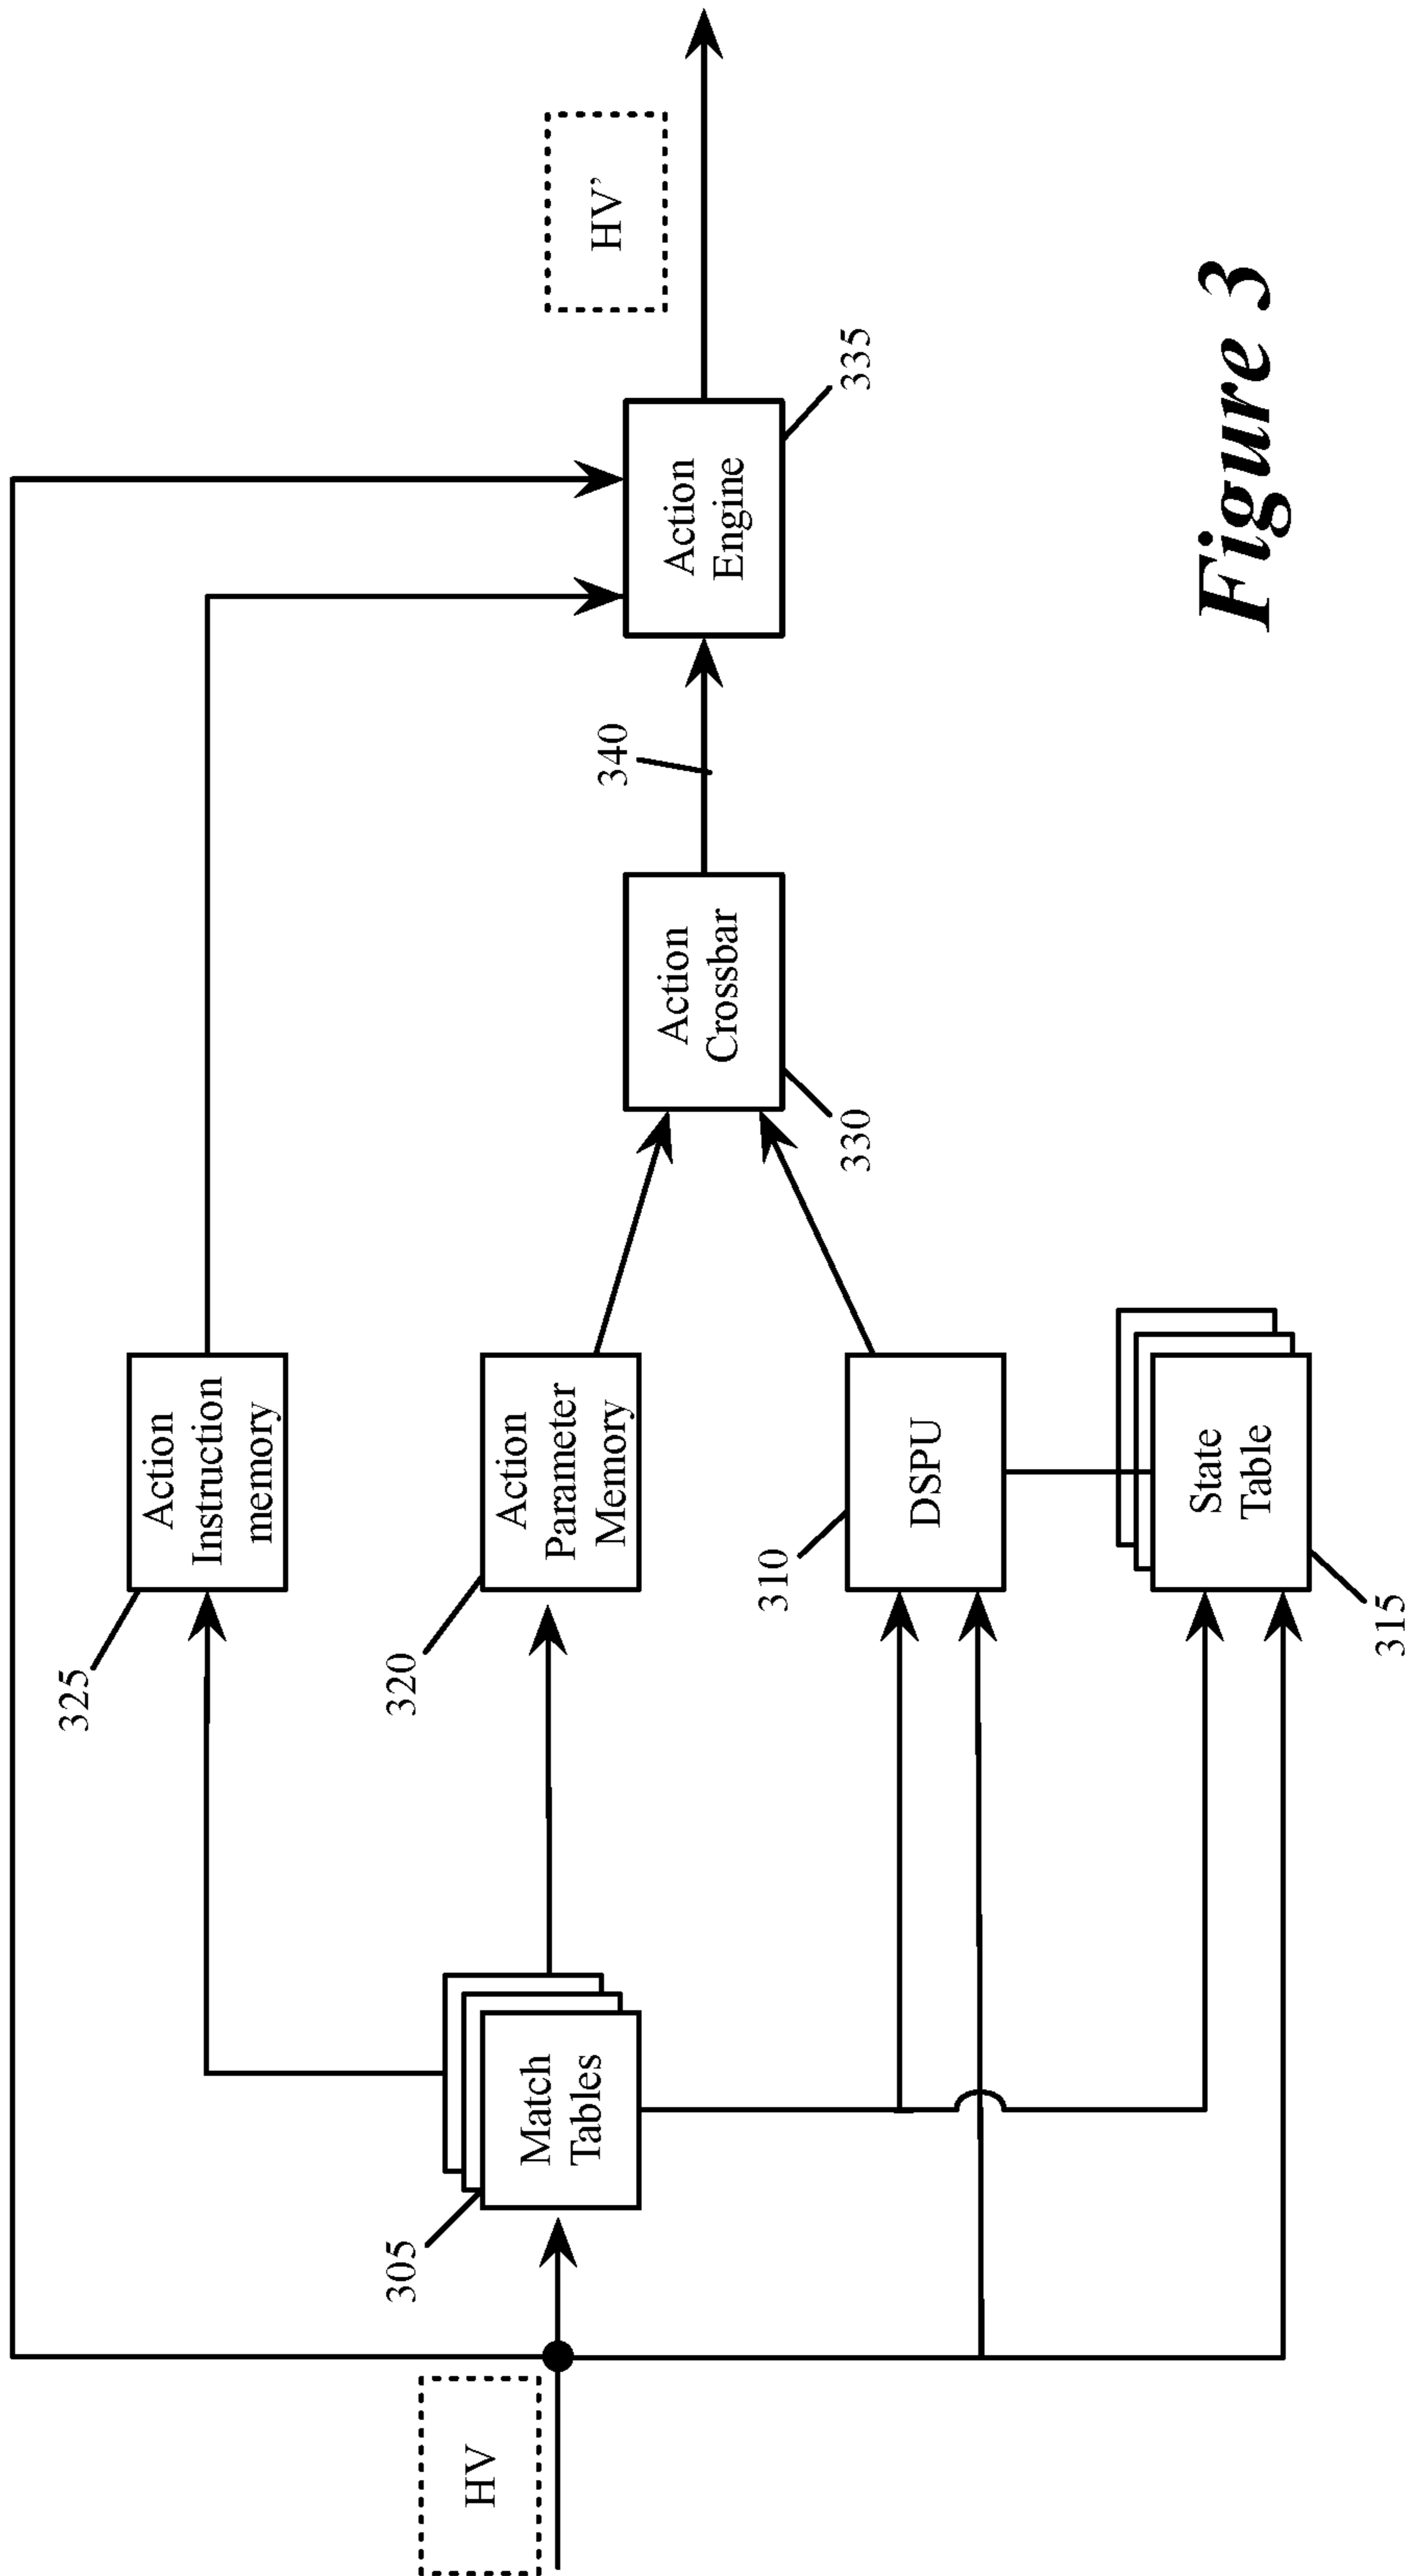 HV
305
Match
Tables
325
Action
Instruction
memory
320
Action
Parameter
Memory
310
DSPU
315
State
Table
330
Action
Crossbar
340
335
Action
Engine
HV’
Figure 3